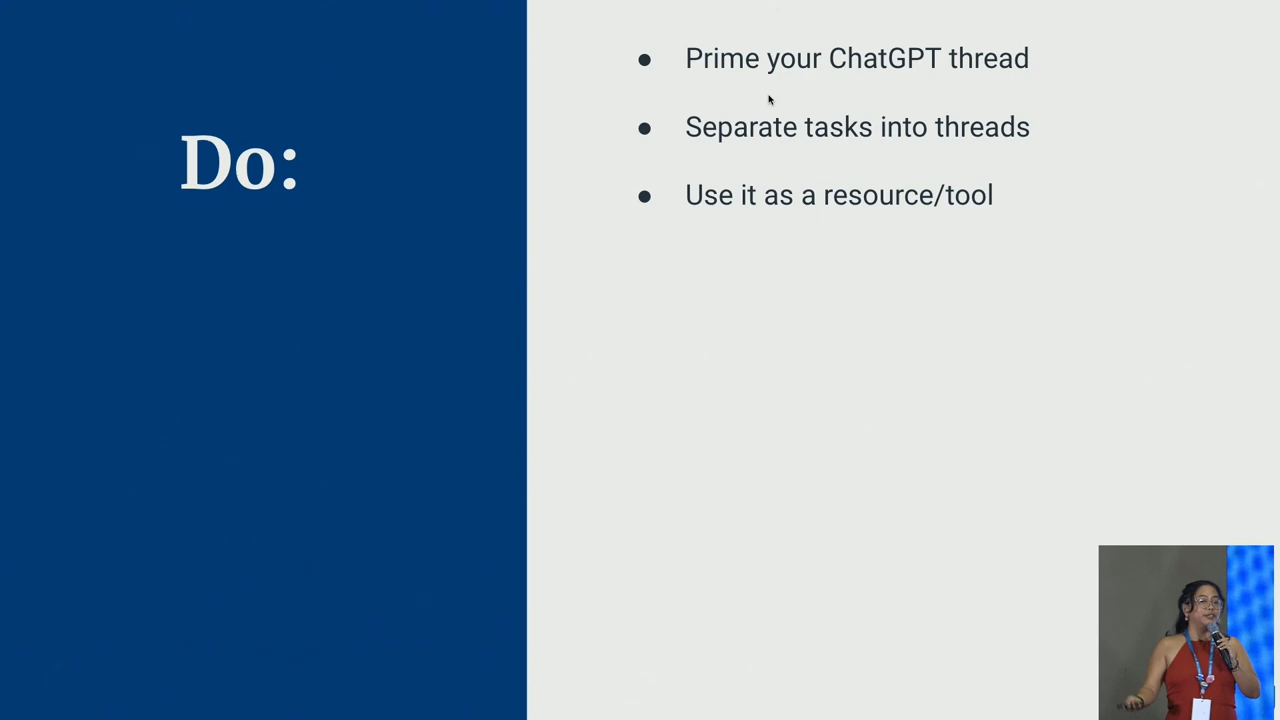 Do:
● Prime your ChatGPT thread
● Separate tasks into threads
● Use it as a resource/tool